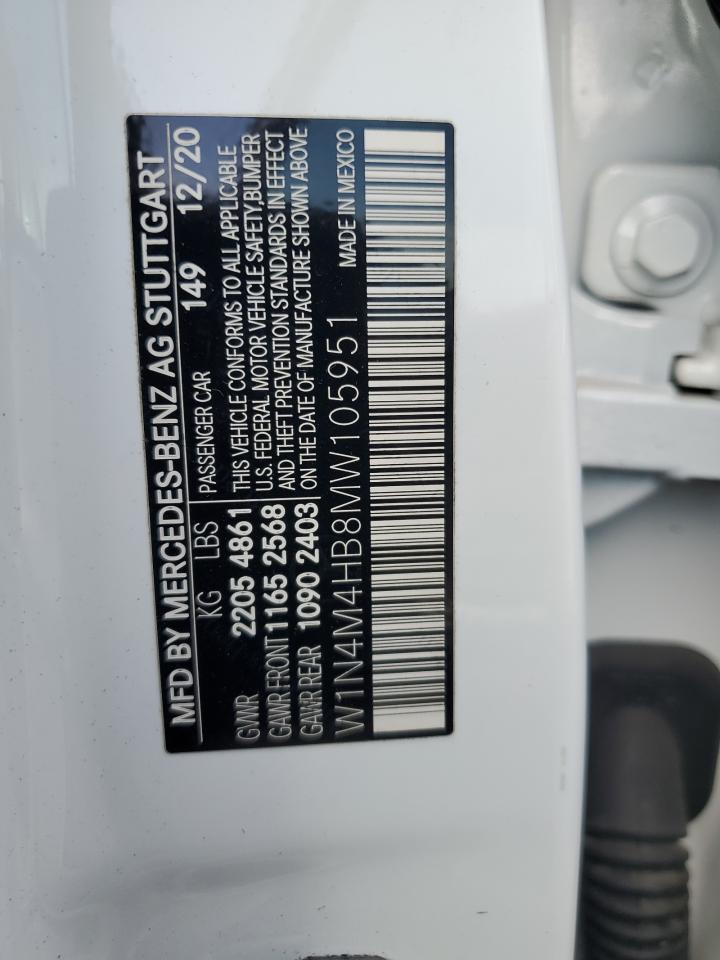 MFD BY MERCEDES-BENZ AG STUTTGART
KG LBS 149 12/20
GVWR 2205 4861
GAWR FRONT 1165 2568
GAWR REAR 1090 2403
PASSENGER CAR
THIS VEHICLE CONFORMS TO ALL APPLICABLE
U.S. FEDERAL MOTOR VEHICLE SAFETY,BUMPER
AND THEFT PREVENTION STANDARDS IN EFFECT
ON THE DATE OF MANUFACTURE SHOWN ABOVE
W1N4M4HB8MW105951 MADE IN MEXICO